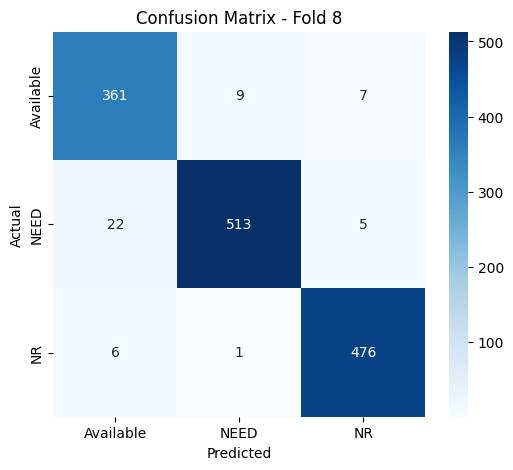 Confusion Matrix - Fold 8
Available 361 9 7
NEED 22 513 5
NR 6 1 476
Actual
Available NEED NR
Predicted
500
400
300
200
100